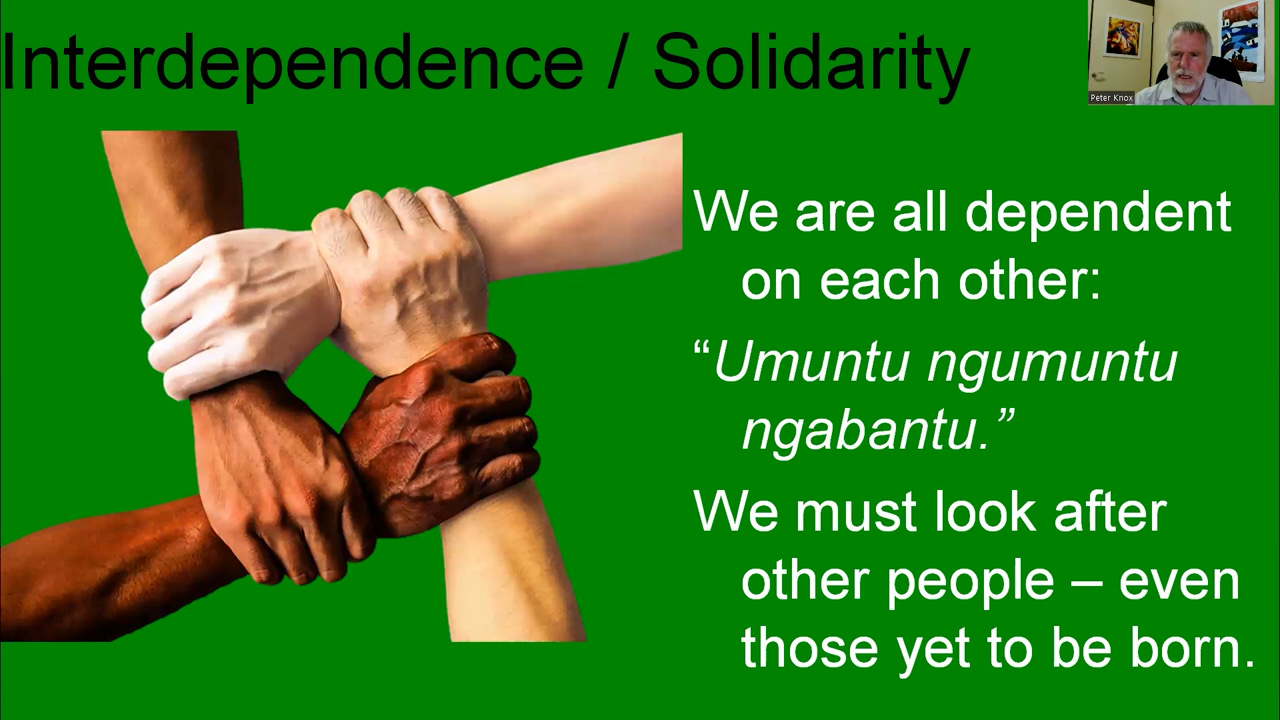 Interdependence / Solidarity
Peter Knox
We are all dependent
on each other:
“Umuntu ngumuntu
ngabantu.”
We must look after
other people – even
those yet to be born.